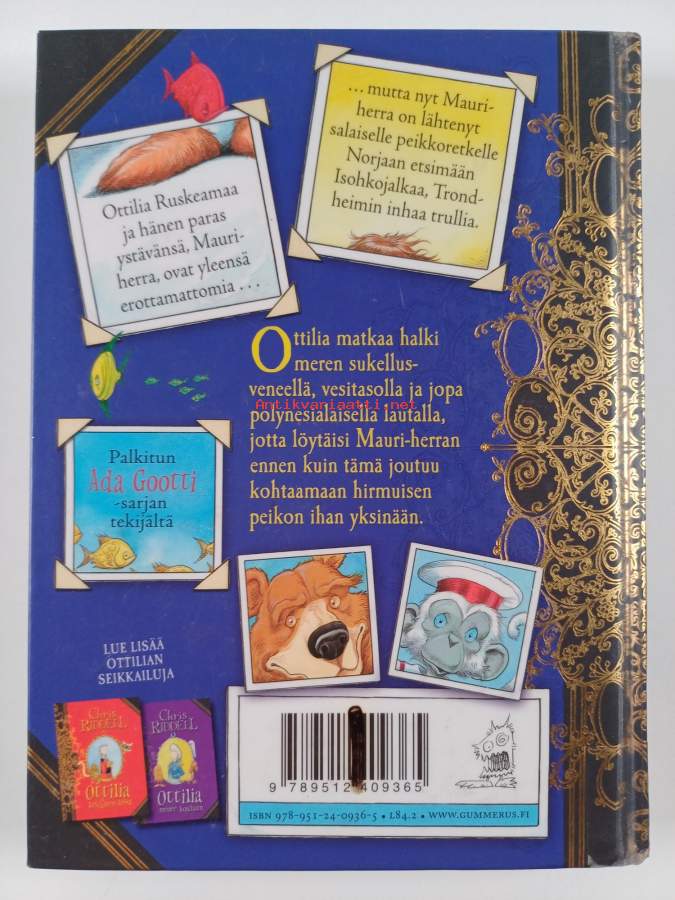 Ottilia Ruskeamaa
ja hänen paras
ystävänsä, Mauri-
herra, ovat yleensä
erottamattomia . . .
. . . mutta nyt Mauri-
herra on lähtenyt
salaiselle peikkoretkelle
Norjaan etsimään
Isohkojalkaa, Trond-
heimin inhaa trullia.
Ottilia matkaa halki
meren sukellus-
veneellä, vesitasolla ja jopa
polynesialaisella lautalla,
jotta löytäisi Mauri-herran
ennen kuin tämä joutuu
kohtaamaan hirmuisen
peikon ihan yksinään.
Antikvariaatti.net
Palkitun
Ada Gootti
-sarjan
tekijältä
LUE LISÄÄ
OTTILIAN
SEIKKAILUJA
Chris
RIDDELL
Ottilia
Chris
RIDDELL
Ottilia
9 789512 409365
ISBN 978-951-24-0936-5 • L84.2 • WWW.GUMMERUS.FI